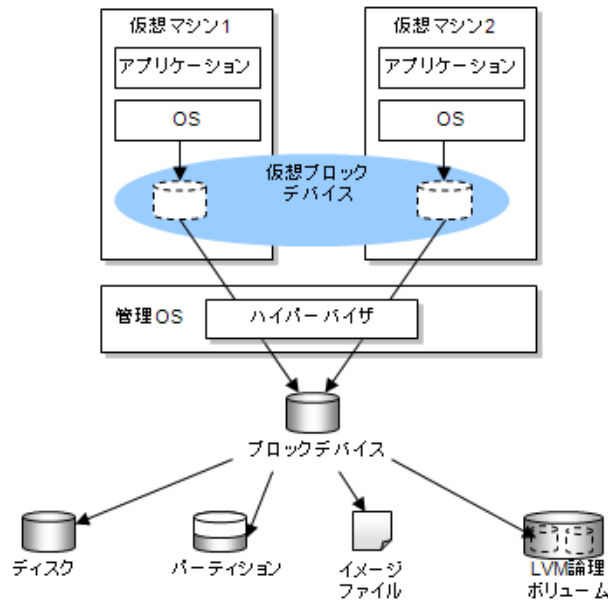 仮想マシン1
仮想マシン2
アプリケーション
アプリケーション
OS
OS
仮想ブロック
デバイス
管理OS
ハイパーバイザ
ブロックデバイス
ディスク
パーティション
イメージ
ファイル
LVM論理
ボリューム